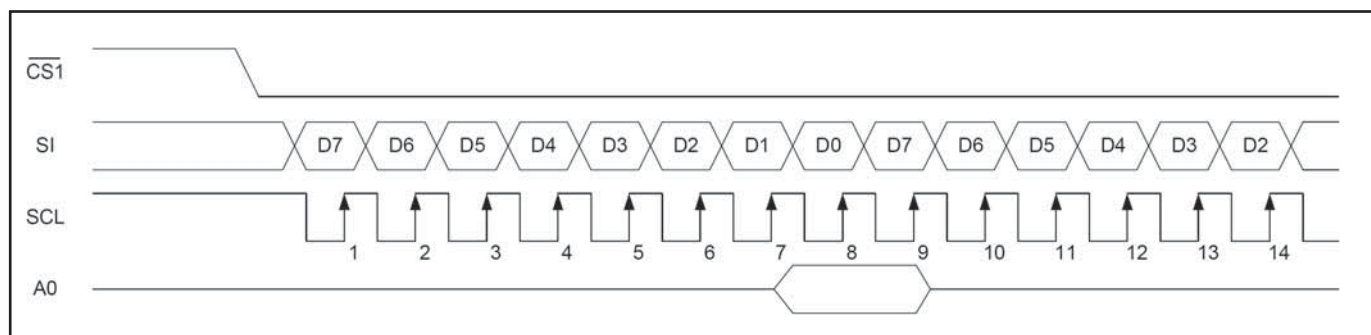 C̅S̅1̅
SI D7 D6 D5 D4 D3 D2 D1 D0 D7 D6 D5 D4 D3 D2
SCL
1 2 3 4 5 6 7 8 9 10 11 12 13 14
A0